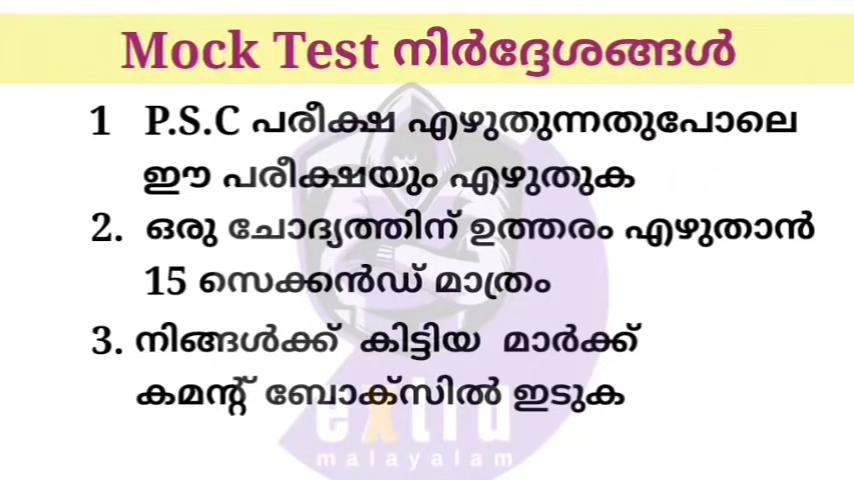 Mock Test നിർദ്ദേശങ്ങൾ
1 P.S.C പരീക്ഷ എഴുതുന്നതുപോലെ
ഈ പരീക്ഷയും എഴുതുക
2. ഒരു ചോദ്യത്തിന് ഉത്തരം എഴുതാൻ
15 സെക്കൻഡ് മാത്രം
3. നിങ്ങൾക്ക് കിട്ടിയ മാർക്ക്
കമന്റ് ബോക്സിൽ ഇടുക
extra
malayalam